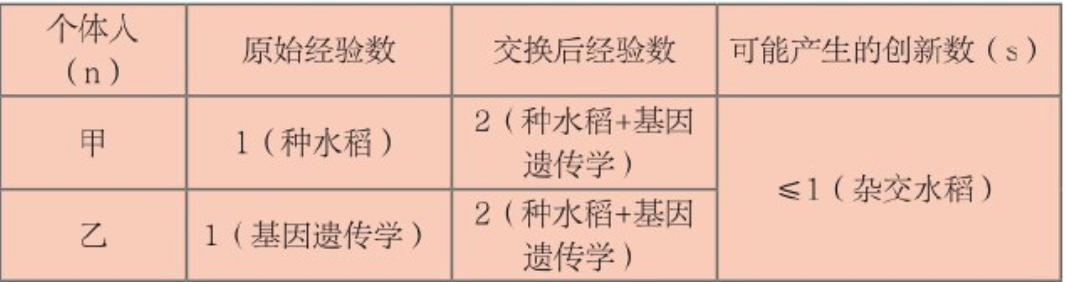 个体人
（n）
原始经验数
交换后经验数
可能产生的创新数（s）
甲
1（种水稻）
2（种水稻+基因
遗传学）
≤1（杂交水稻）
乙
1（基因遗传学）
2（种水稻+基因
遗传学）